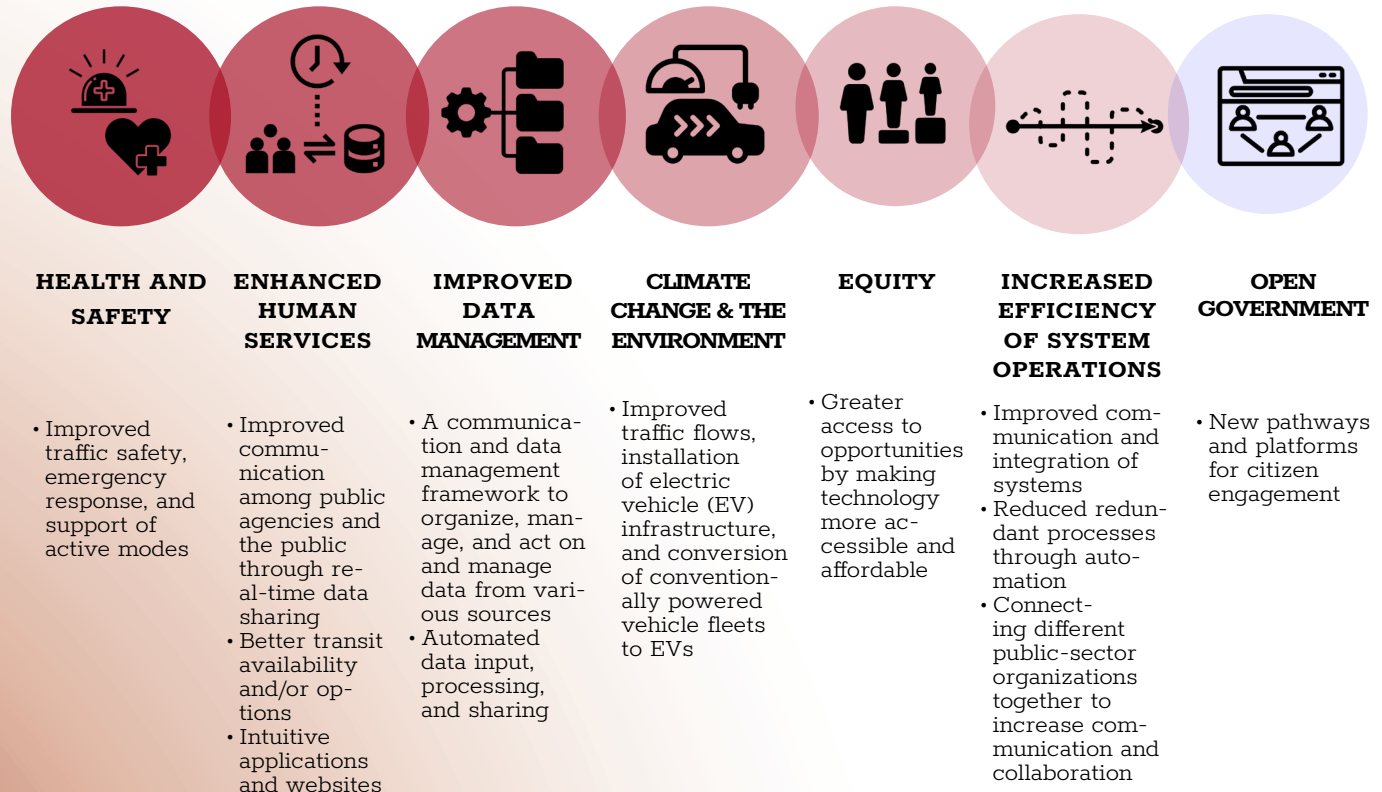 HEALTH AND
SAFETY
• Improved
traffic safety,
emergency
response, and
support of
active modes
ENHANCED
HUMAN
SERVICES
• Improved
commu-
nication
among public
agencies and
the public
through re-
al-time data
sharing
• Better transit
availability
and/or op-
tions
• Intuitive
applications
and websites
IMPROVED
DATA
MANAGEMENT
• A communica-
tion and data
management
framework to
organize, man-
age, and act on
and manage
data from vari-
ous sources
• Automated
data input,
processing,
and sharing
CLIMATE
CHANGE & THE
ENVIRONMENT
• Improved
traffic flows,
installation
of electric
vehicle (EV)
infrastructure,
and conversion
of convention-
ally powered
vehicle fleets
to EVs
EQUITY
• Greater
access to
opportunities
by making
technology
more ac-
cessible and
affordable
INCREASED
EFFICIENCY
OF SYSTEM
OPERATIONS
• Improved com-
munication and
integration of
systems
• Reduced redun-
dant processes
through auto-
mation
• Connect-
ing different
public-sector
organizations
together to
increase com-
munication and
collaboration
OPEN
GOVERNMENT
• New pathways
and platforms
for citizen
engagement